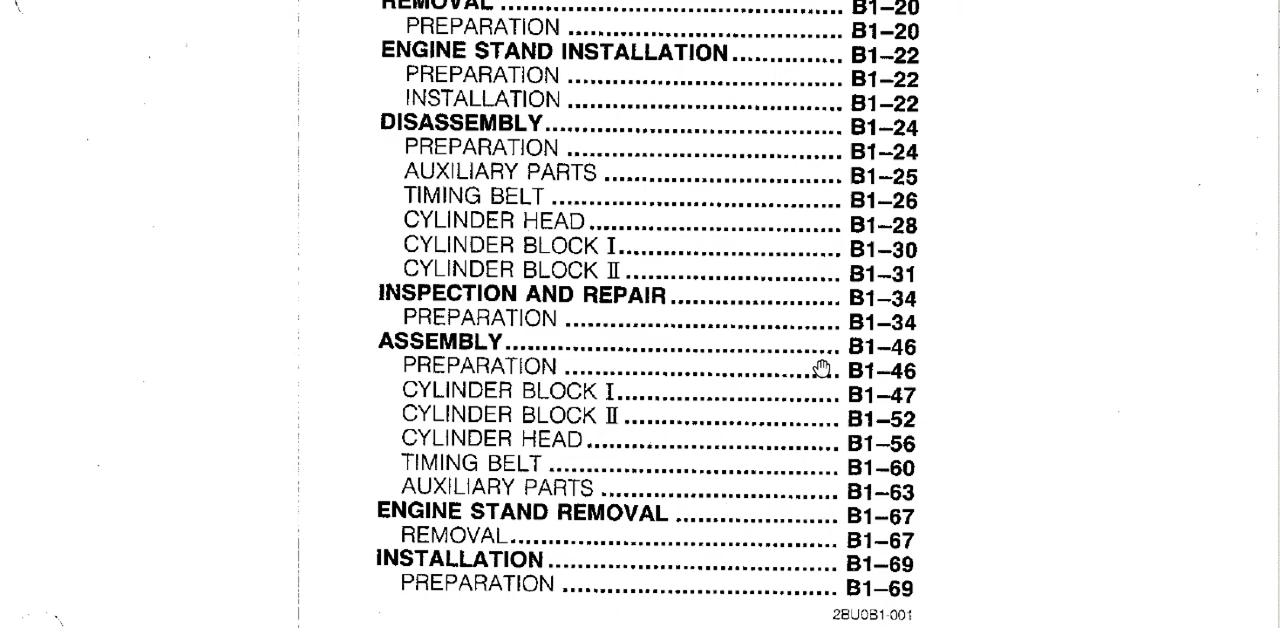 REMOVAL ........................................ B1–20
PREPARATION ........................................ B1–20
ENGINE STAND INSTALLATION ............... B1–22
PREPARATION ........................................ B1–22
INSTALLATION ........................................ B1–22
DISASSEMBLY ........................................ B1–24
PREPARATION ........................................ B1–24
AUXILIARY PARTS ................................... B1–25
TIMING BELT .......................................... B1–26
CYLINDER HEAD ..................................... B1–28
CYLINDER BLOCK Ⅰ ................................ B1–30
CYLINDER BLOCK Ⅱ ............................... B1–31
INSPECTION AND REPAIR ........................ B1–34
PREPARATION ........................................ B1–34
ASSEMBLY .............................................. B1–46
PREPARATION ........................................ B1–46
CYLINDER BLOCK Ⅰ ................................ B1–47
CYLINDER BLOCK Ⅱ ............................... B1–52
CYLINDER HEAD ..................................... B1–56
TIMING BELT .......................................... B1–60
AUXILIARY PARTS ................................... B1–63
ENGINE STAND REMOVAL ....................... B1–67
REMOVAL ............................................... B1–67
INSTALLATION ........................................ B1–69
PREPARATION ........................................ B1–69
2BU0B1-001